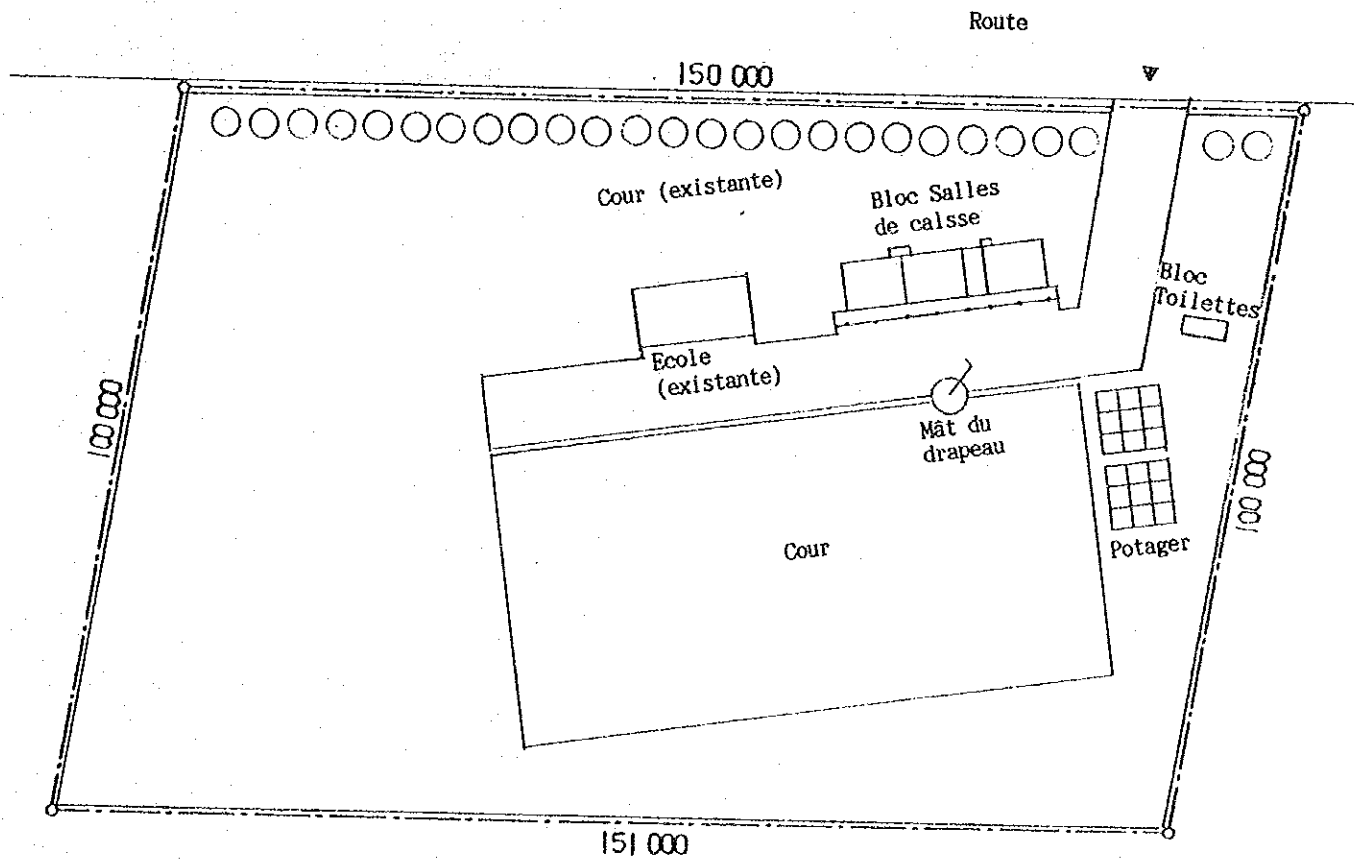 Route
150 000
Cour (existante)
Bloc Salles
de calsse
Bloc
Toilettes
Ecole
(existante)
100 000
Mât du
drapeau
100 000
Cour
Potager
151 000